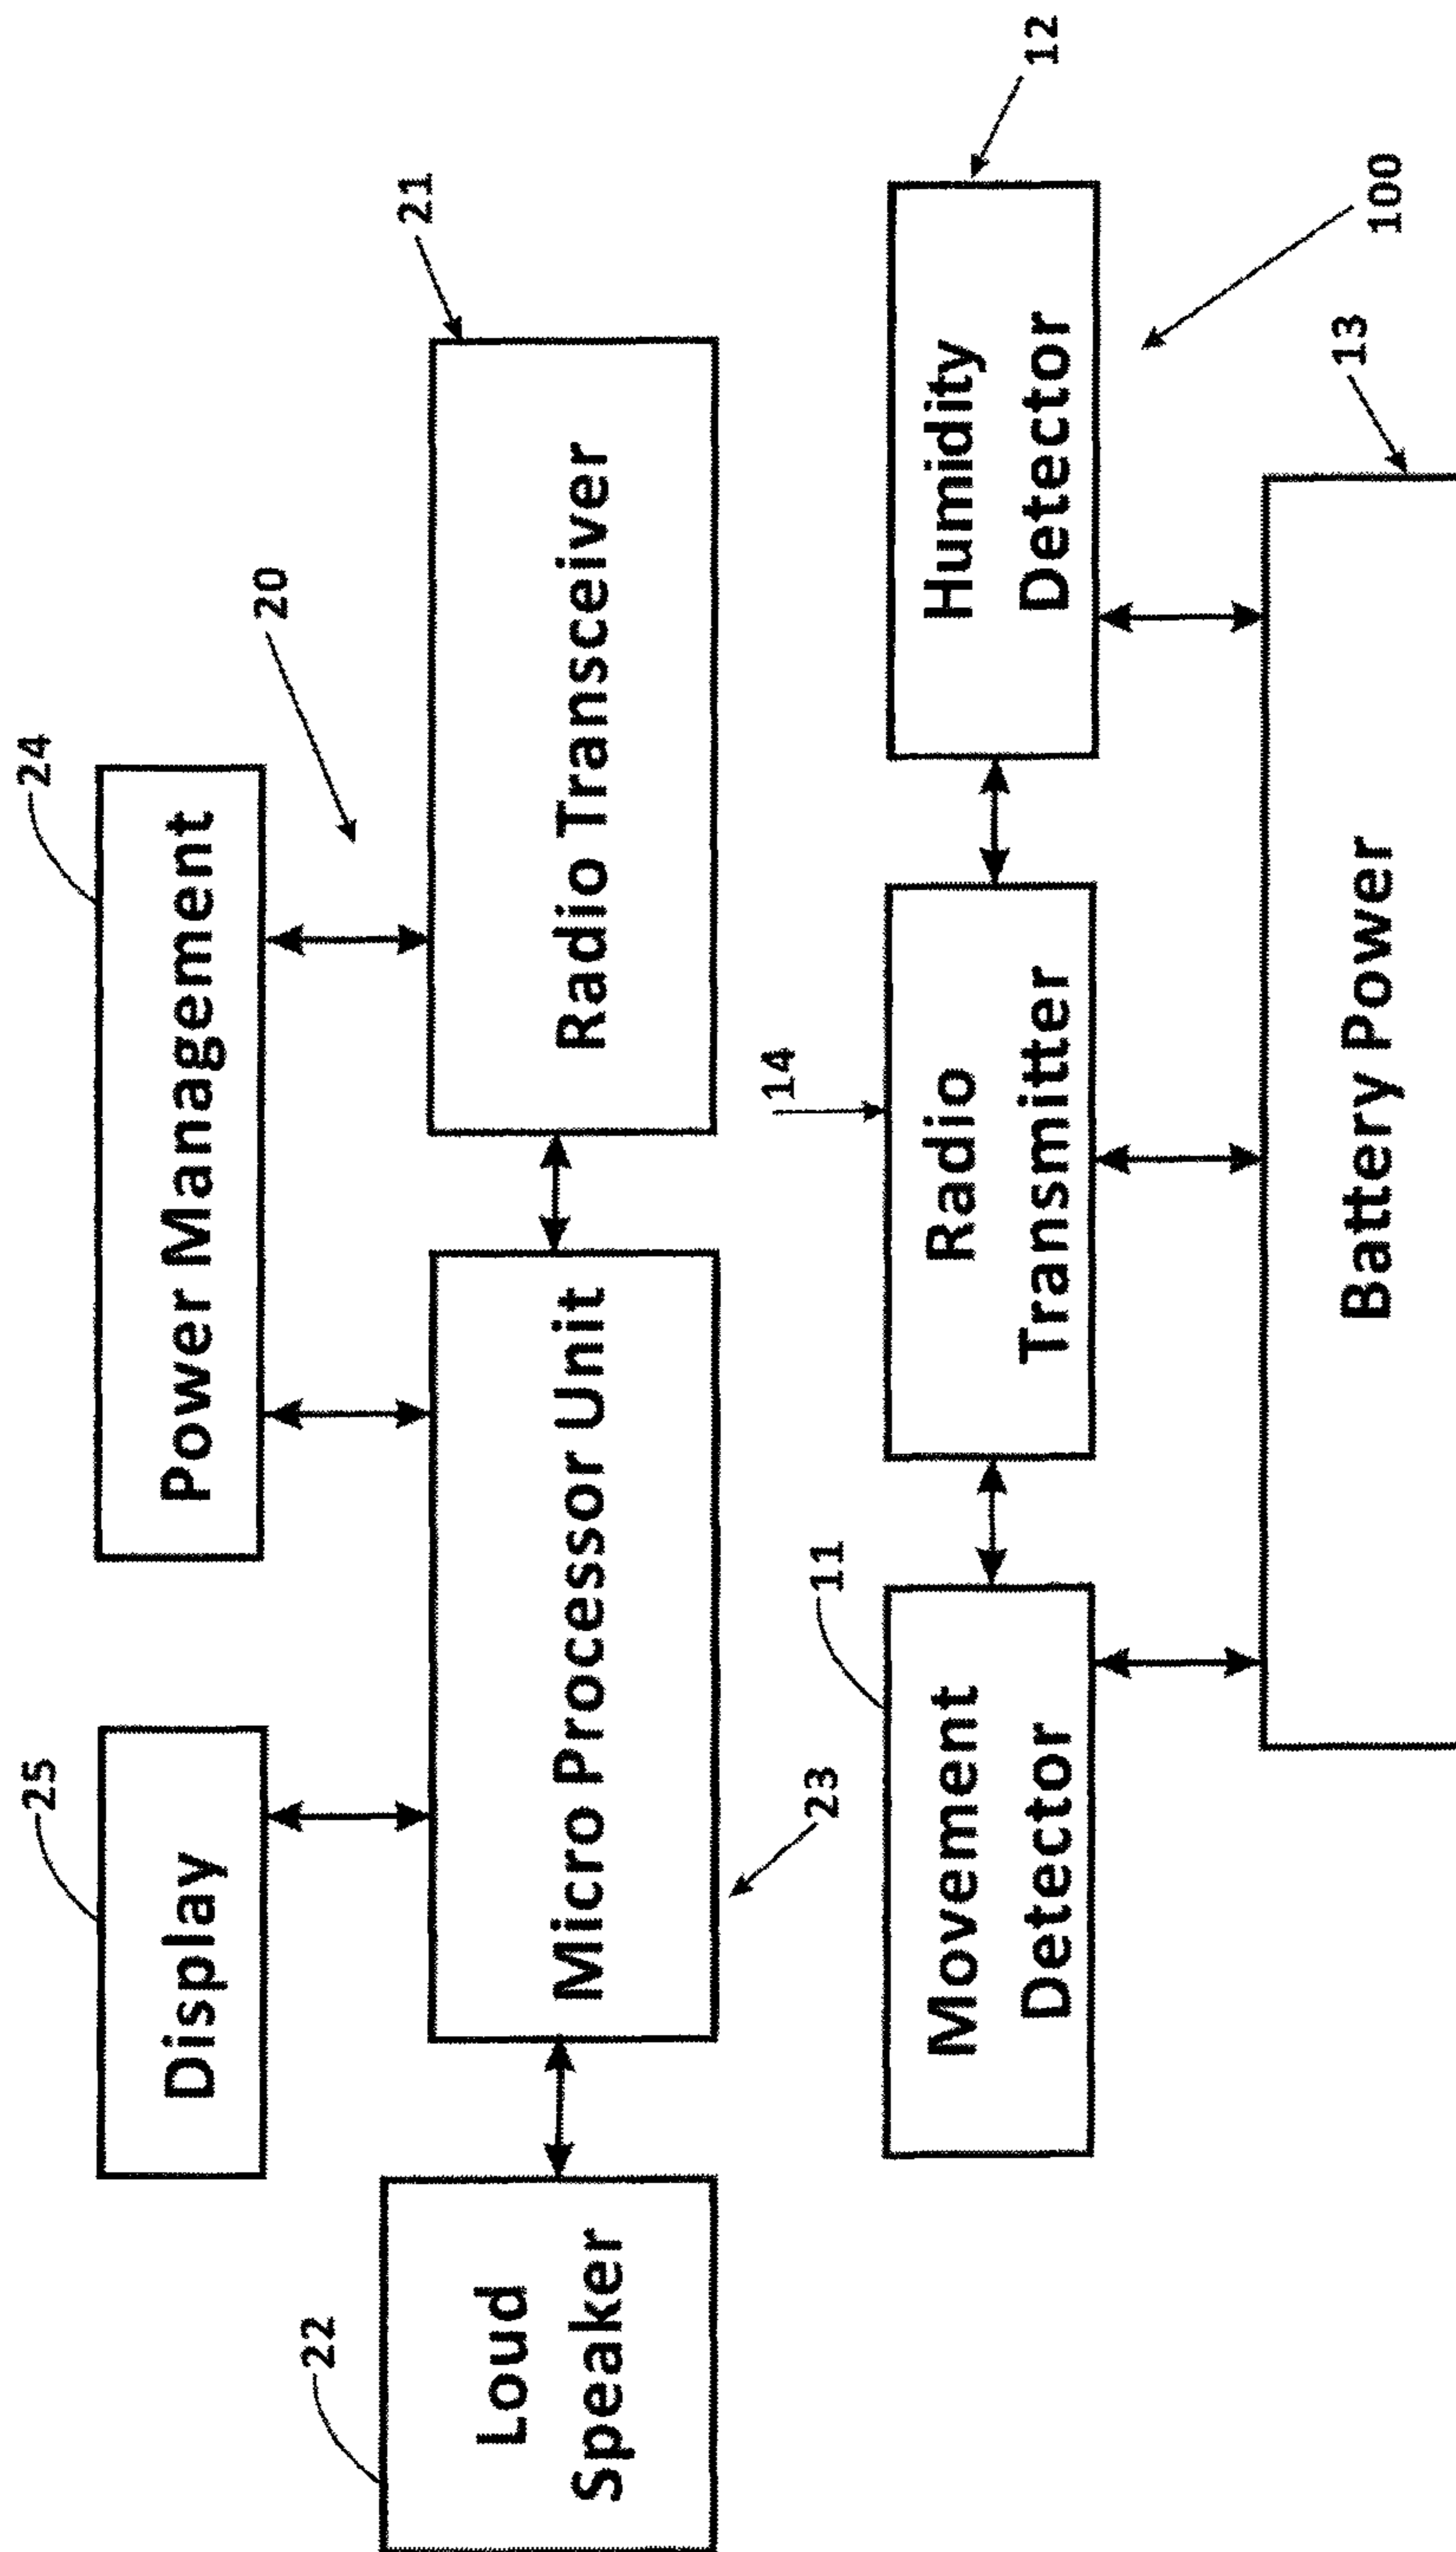 25
24
Display
Power Management
20
22
21
Loud
Speaker
Micro Processor Unit
Radio Transceiver
23
14
11
12
Movement
Detector
Radio
Transmitter
Humidity
Detector
13
100
Battery Power